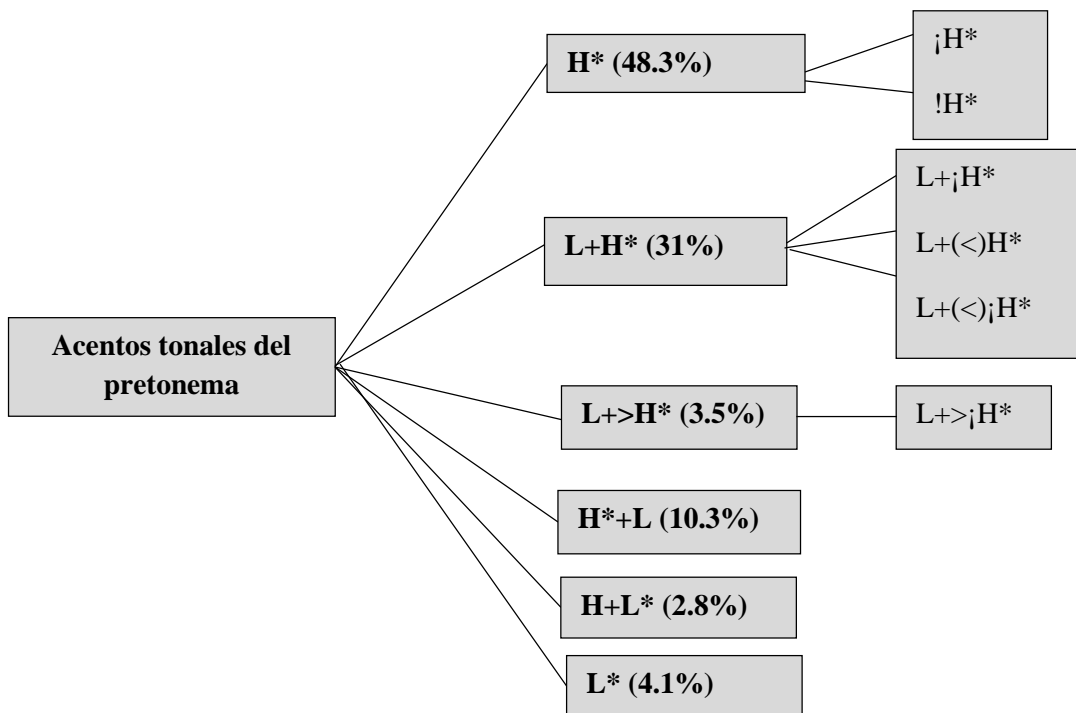 Acentos tonales del
pretonema
H* (48.3%)
¡H*
!H*
L+H* (31%)
L+¡H*
L+(<)H*
L+(<)¡H*
L+>H* (3.5%)
L+>¡H*
H*+L (10.3%)
H+L* (2.8%)
L* (4.1%)